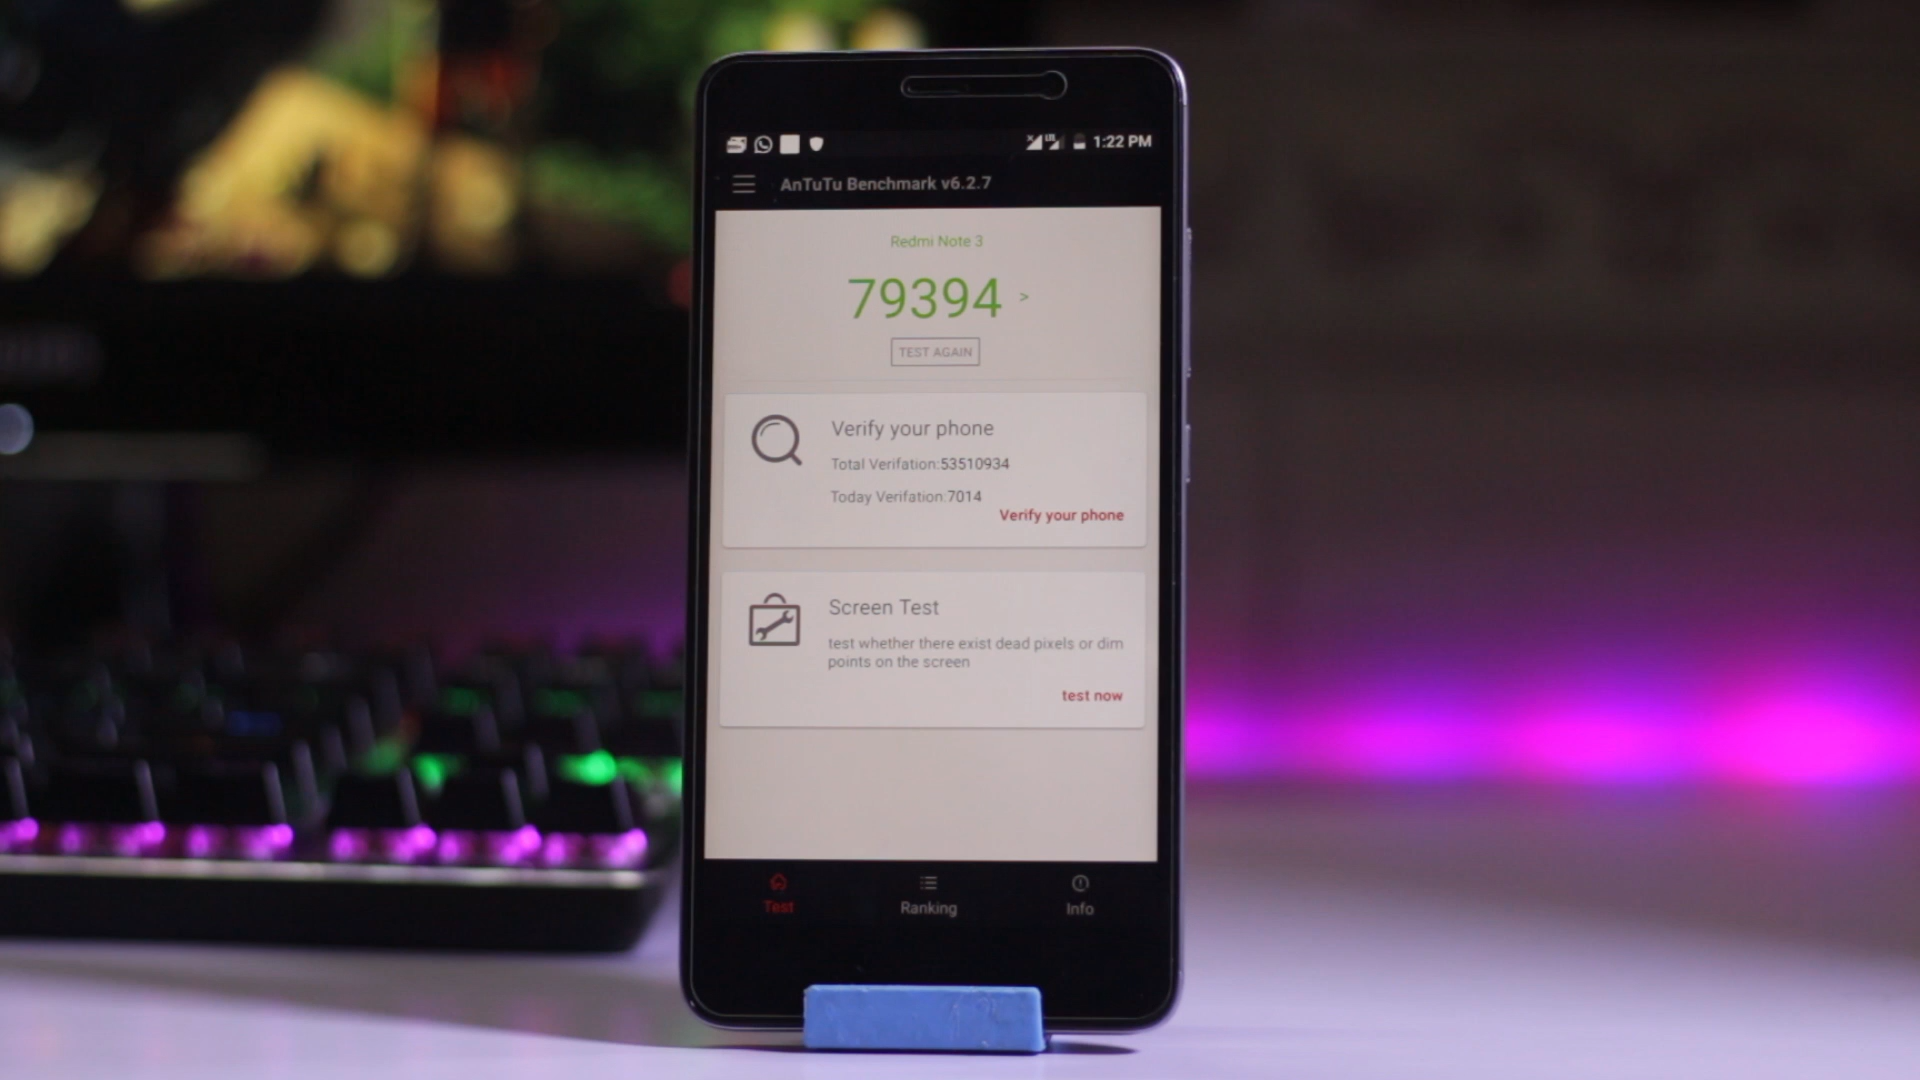 LTE 1:22 PM
AnTuTu Benchmark v6.2.7
Redmi Note 3
79394 >
TEST AGAIN
Verify your phone
Total Verifation:53510934
Today Verifation:7014
Verify your phone
Screen Test
test whether there exist dead pixels or dim
points on the screen
test now
Test Ranking Info